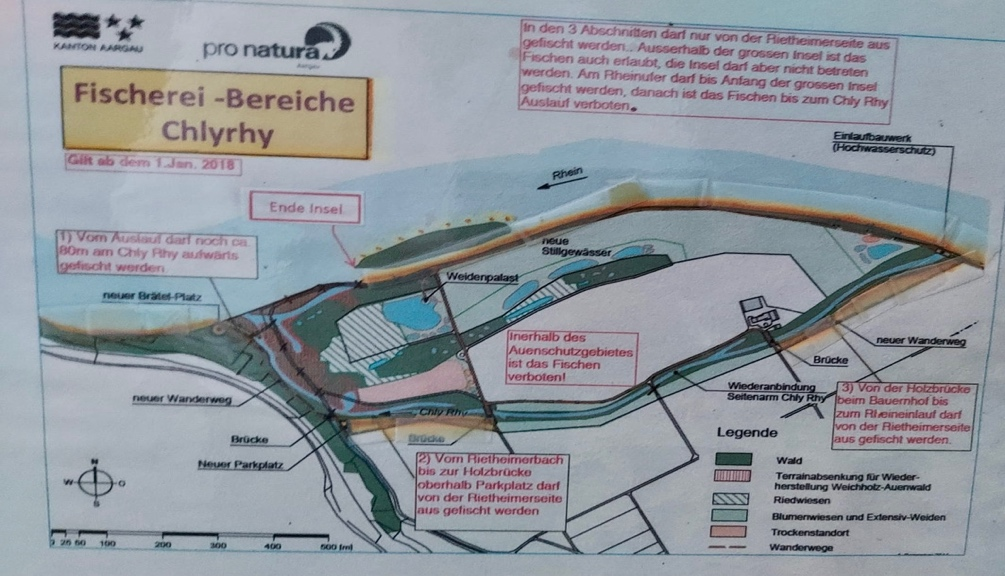 KANTON AARGAU
pro natura
Aargau
In den 3 Abschnitten darf nur von der Rietheimerseite aus
gefischt werden.. Ausserhalb der grossen Insel ist das
Fischen auch erlaubt, die Insel darf aber nicht betreten
werden. Am Rheinufer darf bis Anfang der grossen Insel
gefischt werden, danach ist das Fischen bis zum Chly Rhy
Auslauf verboten.
Fischerei -Bereiche
Chlyrhy
Gilt ab dem 1.Jan. 2018
Einlaufbauwerk
(Hochwasserschutz)
Rhein
Ende Insel
1) Vom Auslauf darf noch ca.
80m am Chly Rhy aufwärts
gefischt werden
neue
Stillgewässer
Weidenpalast
neuer Brätel-Platz
Inerhalb des
Auenschutzgebietes
ist das Fischen
verboten!
neuer Wanderweg
Brücke
neuer Wanderweg
Wiederanbindung
Seitenarm Chly Rhy
3) Von der Holzbrücke
beim Bauernhof bis
zum Rheineinlauf darf
von der Rietheimerseite
aus gefischt werden.
Chly Rhy
Brücke
Brücke
Neuer Parkplatz
2) Vom Rietheimerbach
bis zur Holzbrücke
oberhalb Parkplatz darf
von der Rietheimerseite
aus gefischt werden
Legende
Wald
Terrainabsenkung für Wieder-
herstellung Weichholz-Auenwald
Riedwiesen
Blumenwiesen und Extensiv-Weiden
Trockenstandort
Wanderwege
N
W O
S
0 25 50 100 200 300 400 500 [m]